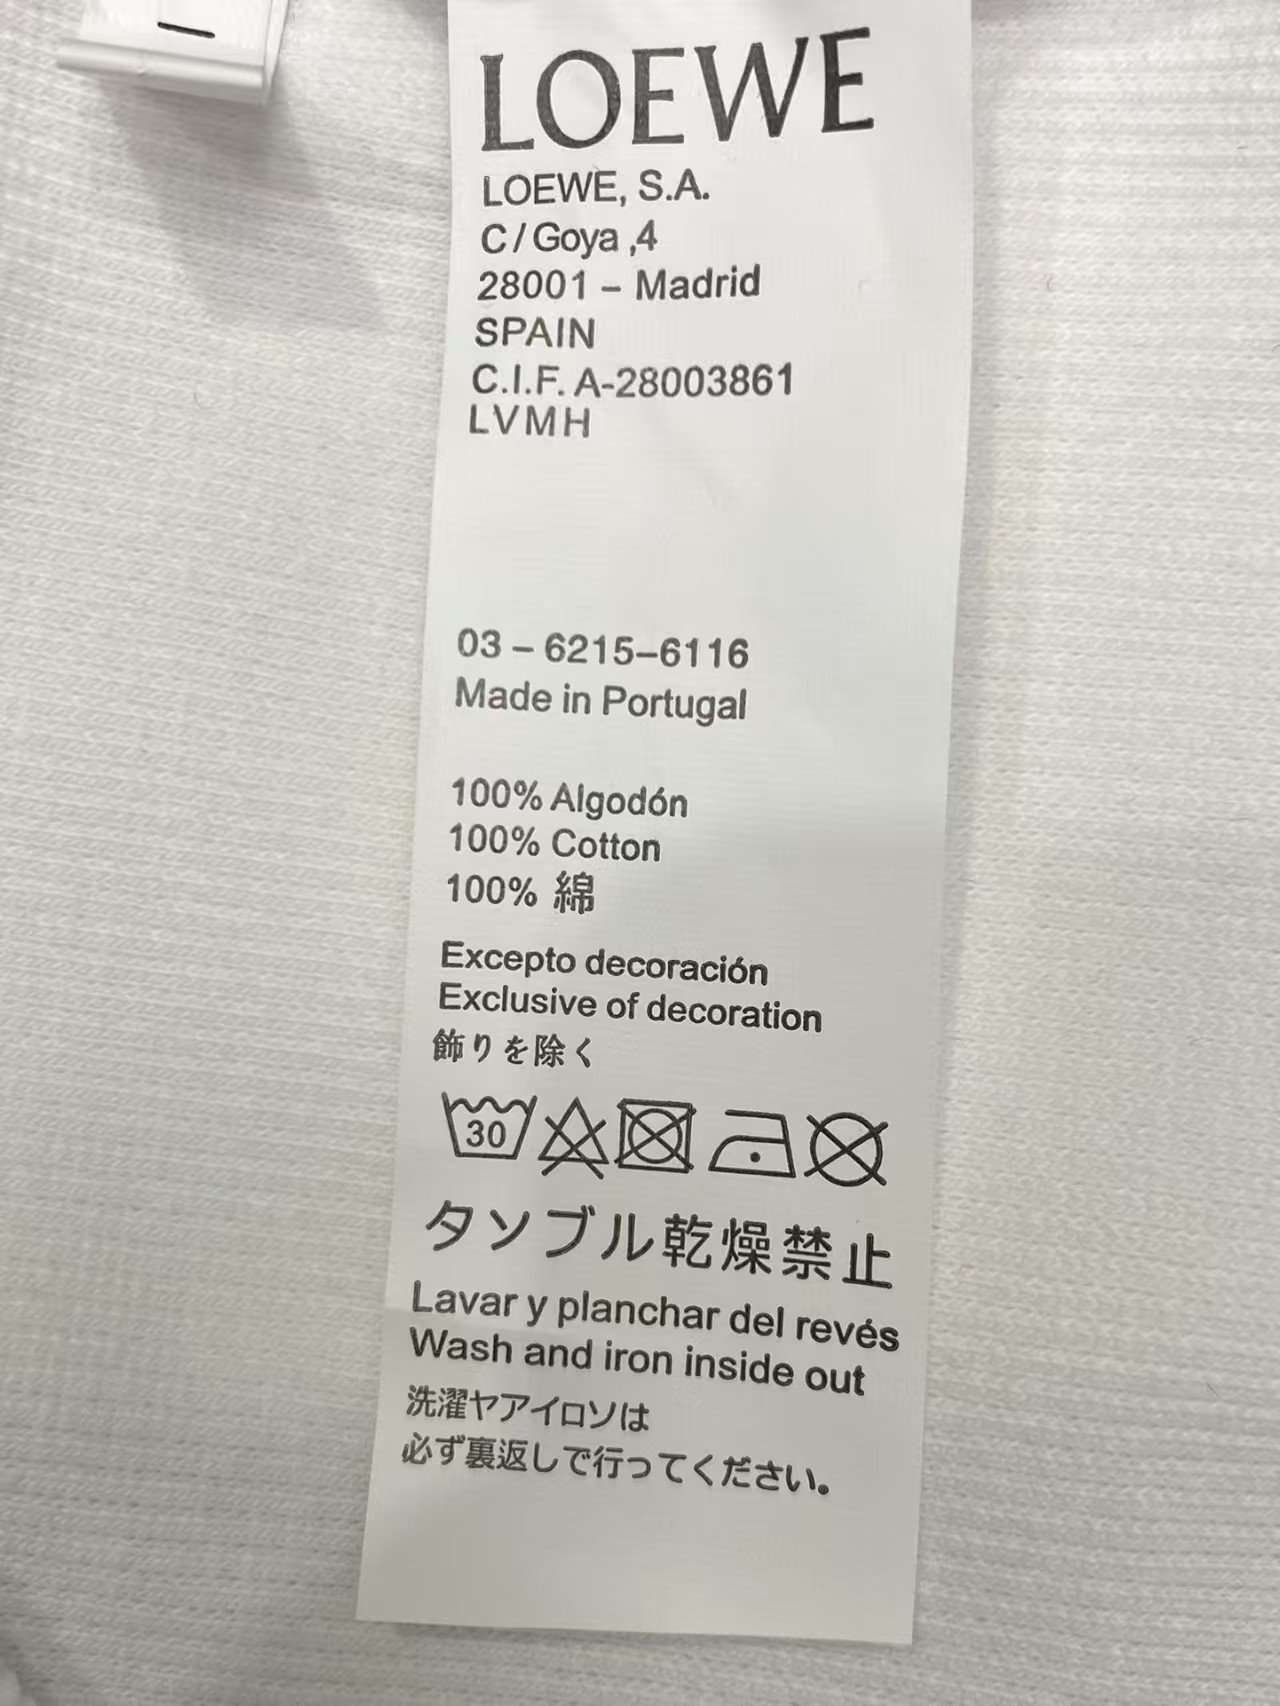 LOEWE
LOEWE, S.A.
C/Goya ,4
28001 – Madrid
SPAIN
C.I.F. A-28003861
LVMH
03 – 6215–6116
Made in Portugal
100% Algodón
100% Cotton
100% 綿
Excepto decoración
Exclusive of decoration
飾りを除く
30
タソブル乾燥禁止
Lavar y planchar del revés
Wash and iron inside out
洗濯ヤアイロソは
必ず裏返しで行ってください。